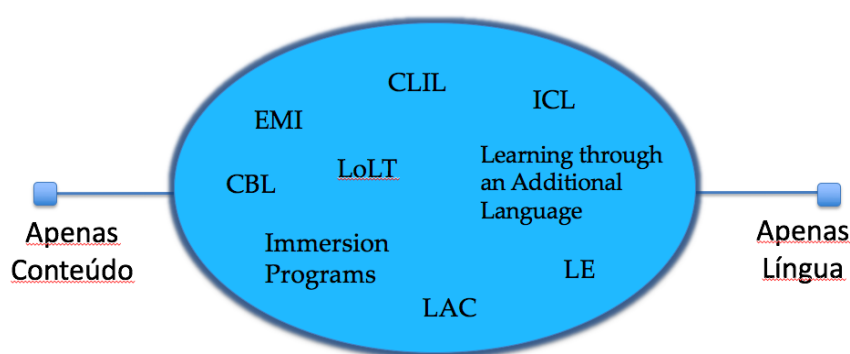 CLIL
ICL
EMI
LoLT
Learning through
an Additional
Language
CBL
Apenas
Conteúdo
Apenas
Língua
Immersion
Programs
LE
LAC